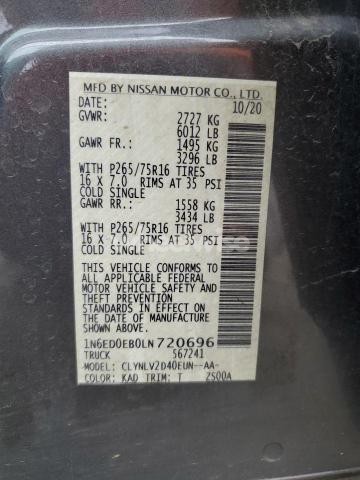 MFD BY NISSAN MOTOR CO., LTD.
DATE: 10/20
GVWR: 2727 KG
6012 LB
GAWR FR.: 1495 KG
3296 LB
WITH P265/75R16 TIRES
16 X 7.0 RIMS AT 35 PSI
COLD SINGLE
GAWR RR.: 1558 KG
3434 LB
WITH P265/75R16 TIRES
16 X 7.0 RIMS AT 35 PSI
COLD SINGLE
THIS VEHICLE CONFORMS TO
ALL APPLICABLE FEDERAL
MOTOR VEHICLE SAFETY AND
THEFT PREVENTION
STANDARDS IN EFFECT ON
THE DATE OF MANUFACTURE
SHOWN ABOVE.
1N6ED0EB0LN720696
TRUCK 567241
MODEL: CLYNLV2D40EUN--AA-
COLOR: KAD TRIM: T ZS00A